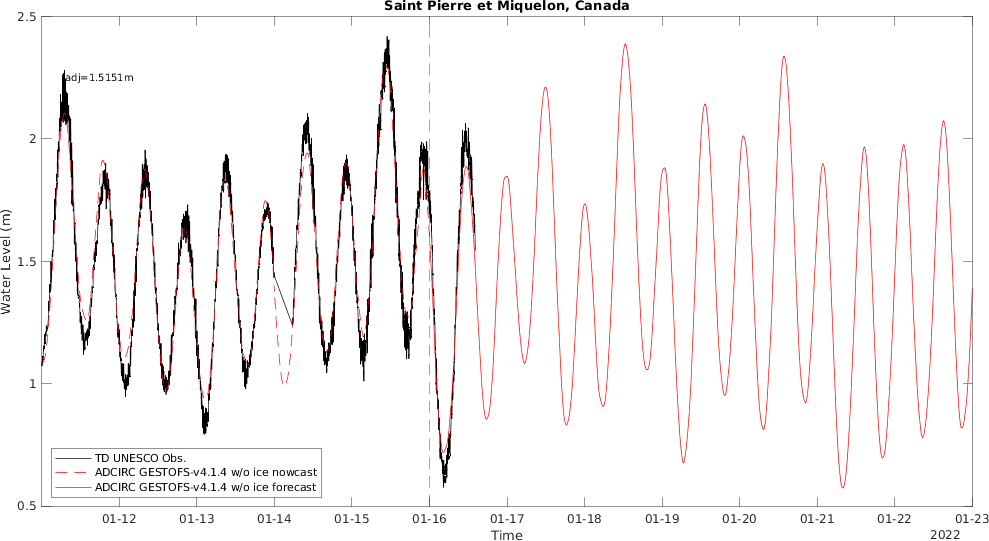 Saint Pierre et Miquelon, Canada
2.5
2
1.5
1
0.5
Water Level (m)
adj=1.5151m
TD UNESCO Obs.
ADCIRC GESTOFS-v4.1.4 w/o ice nowcast
ADCIRC GESTOFS-v4.1.4 w/o ice forecast
01-12 01-13 01-14 01-15 01-16 01-17 01-18 01-19 01-20 01-21 01-22 01-23
Time
2022